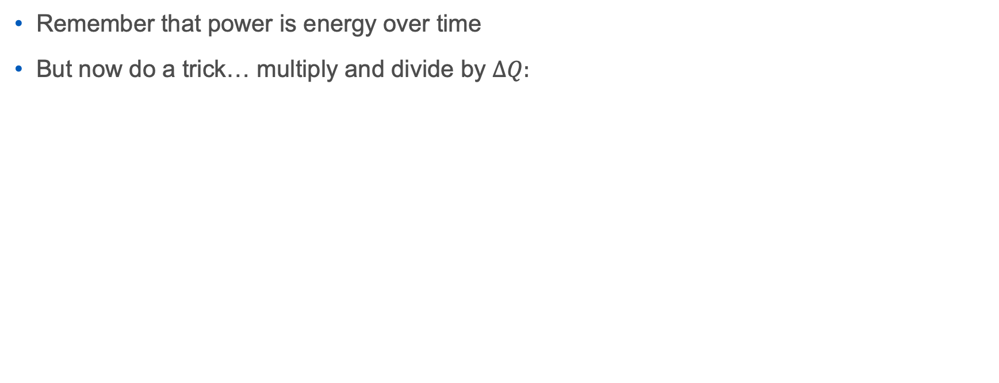 • Remember that power is energy over time
• But now do a trick… multiply and divide by Δ𝑄: